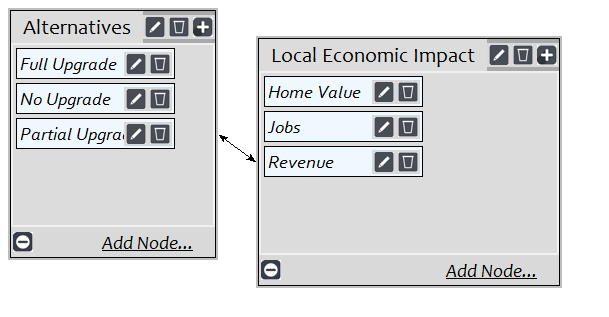 Alternatives
Full Upgrade
No Upgrade
Partial Upgra
Add Node...
Local Economic Impact
Home Value
Jobs
Revenue
Add Node...